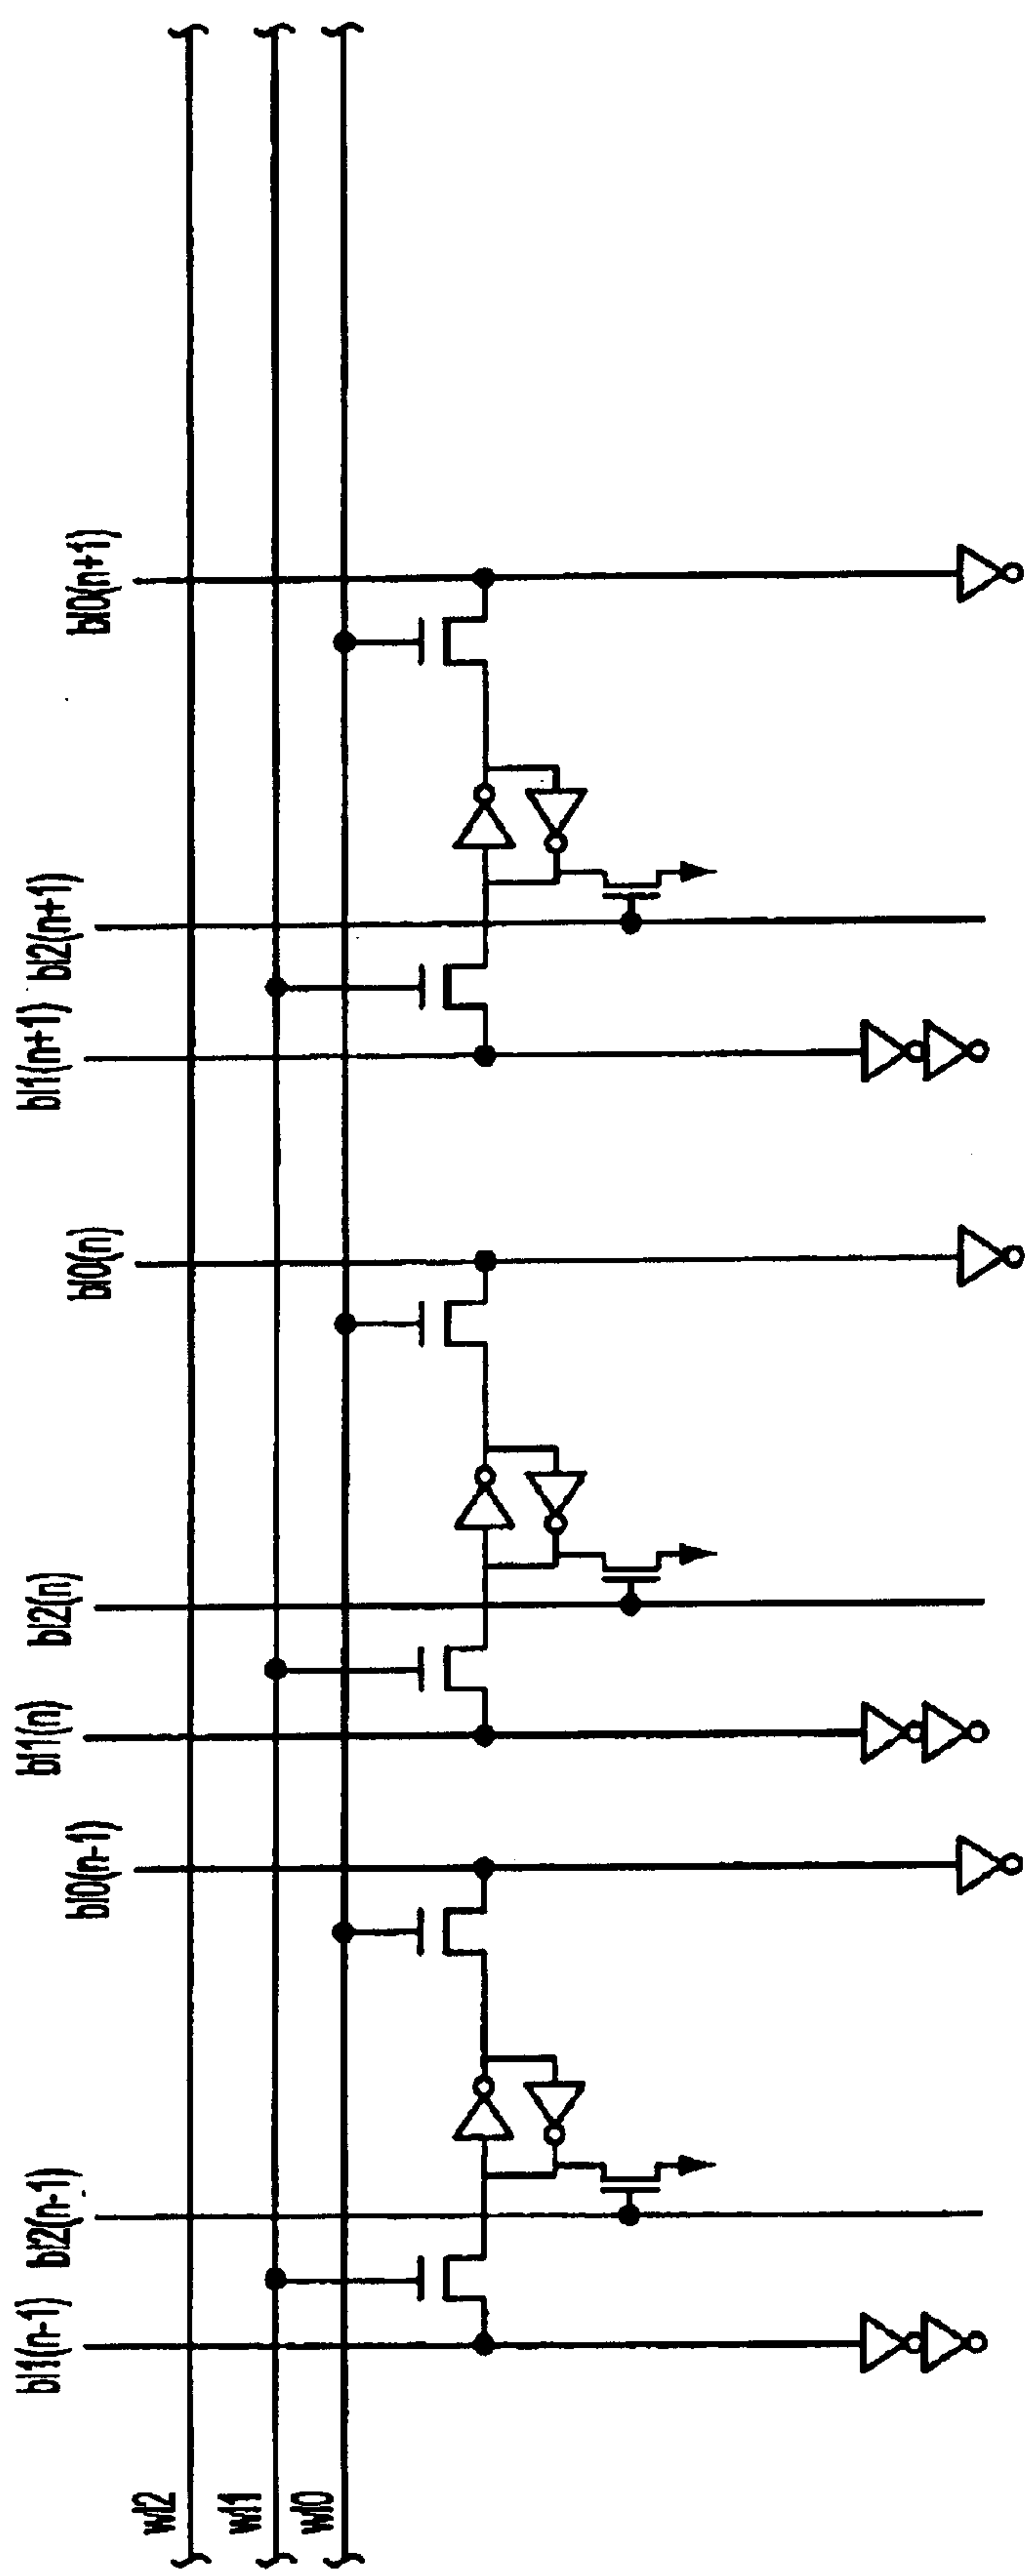 bl1(n-1)
bl2(n-1)
bl0(n-1)
bl1(n)
bl2(n)
bl0(n)
bl1(n+1)
bl2(n+1)
bl0(n+1)
wl2
wl1
wl0